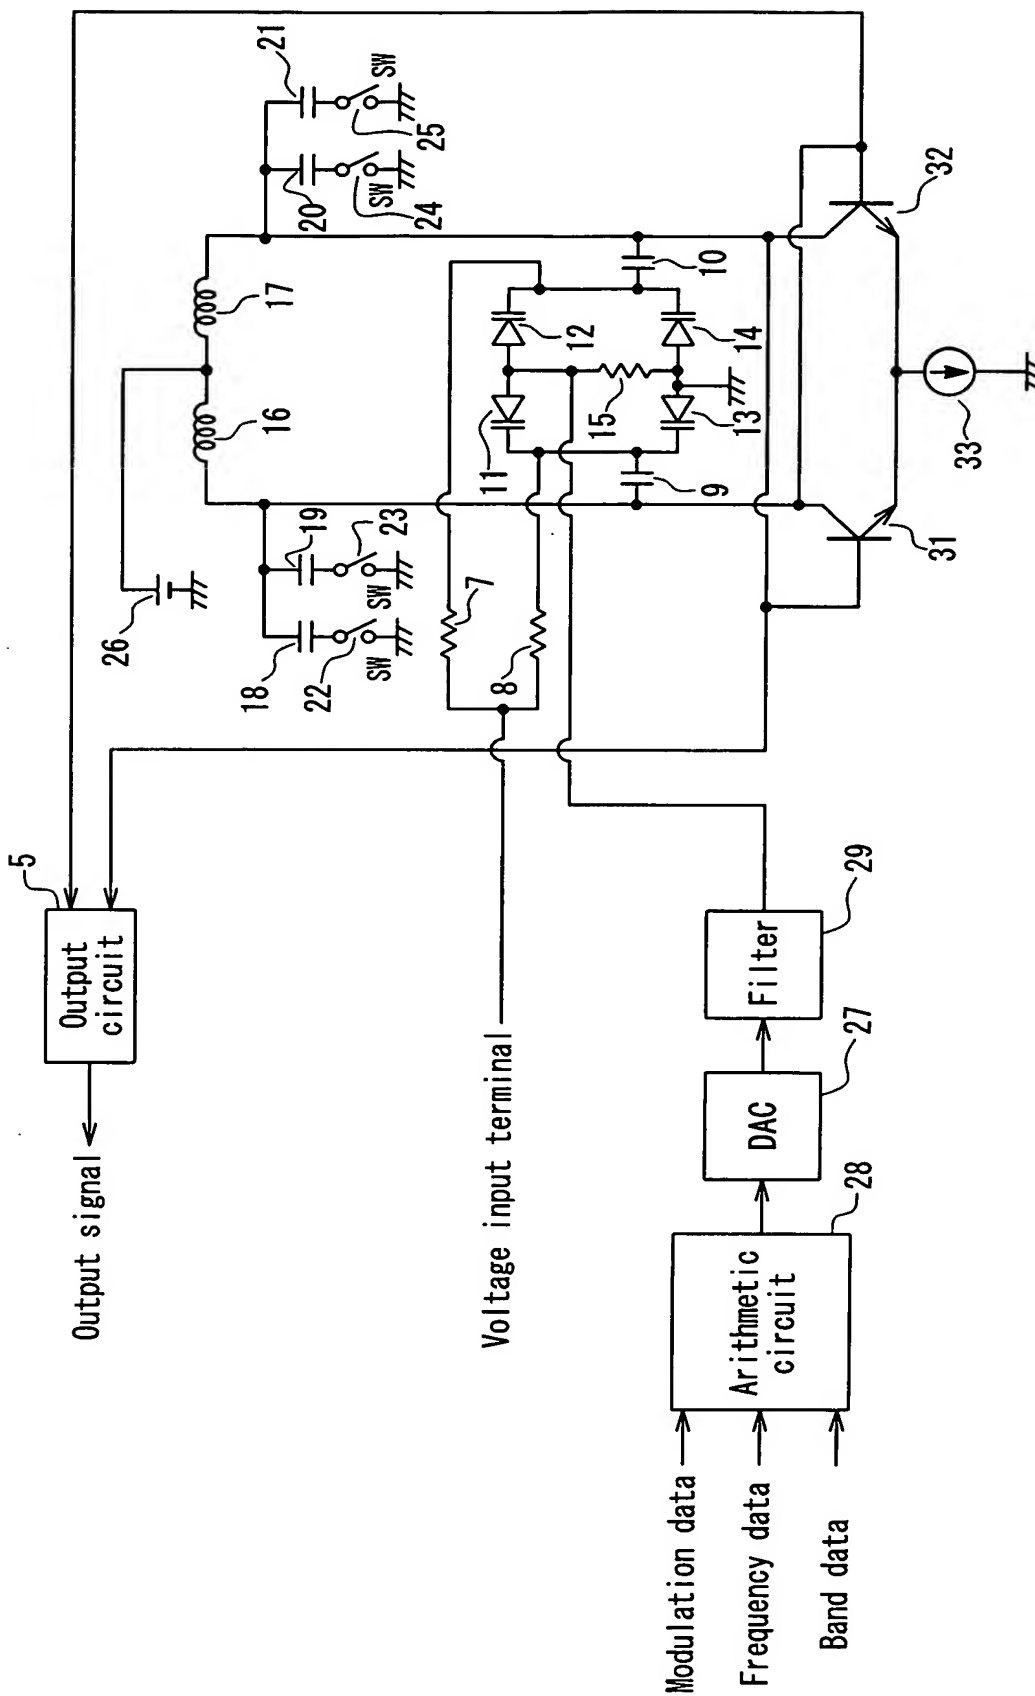 Output signal
Output
circuit
5
26
16
17
21
SW
25
20
SW
24
19
23
SW
18
22
SW
7
8
Voltage input terminal
11
12
10
15
14
13
9
Modulation data
Frequency data
Band data
Arithmetic
circuit
28
DAC
27
Filter
29
31
33
32